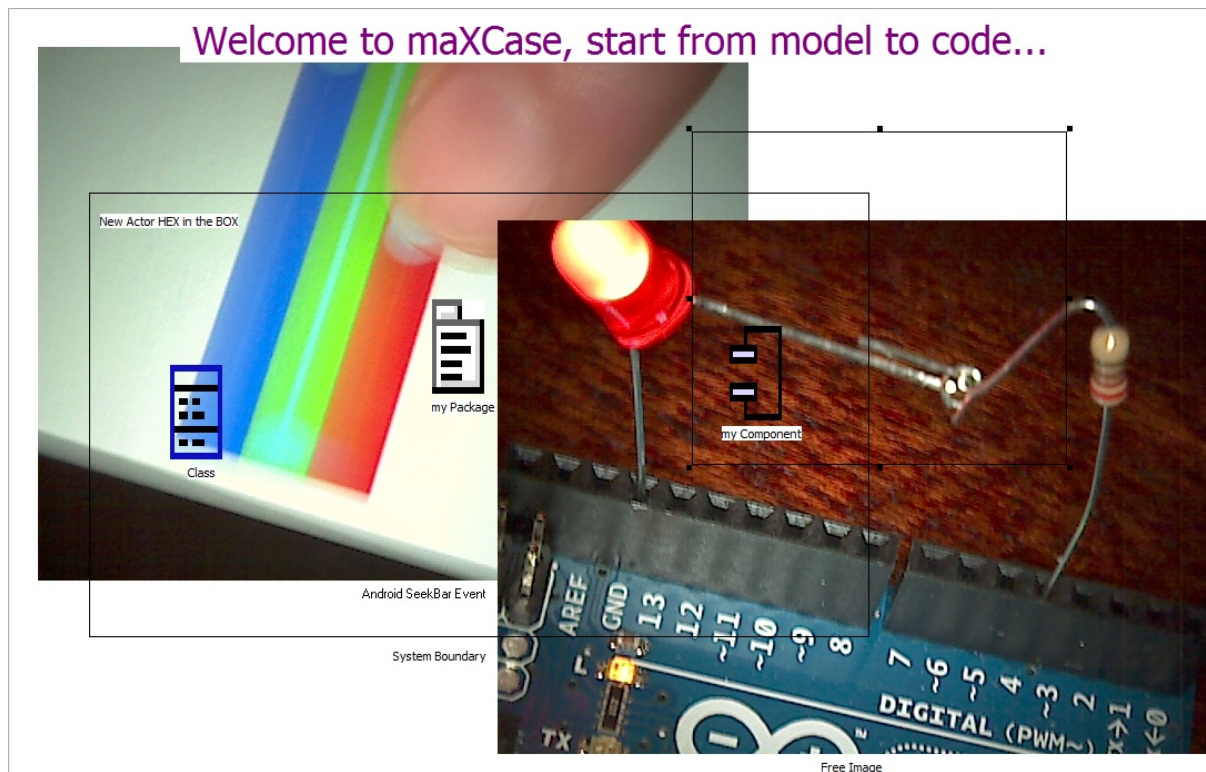 Welcome to maXCase, start from model to code...
New Actor HEX in the BOX
my Package
my Component
Class
Android SeekBar Event
System Boundary
AREF
GND
13
12
~11
~10
~9
8
7
~6
~5
4
~3
2
TX→1
DIGITAL (PWM~)
TX
Free Image